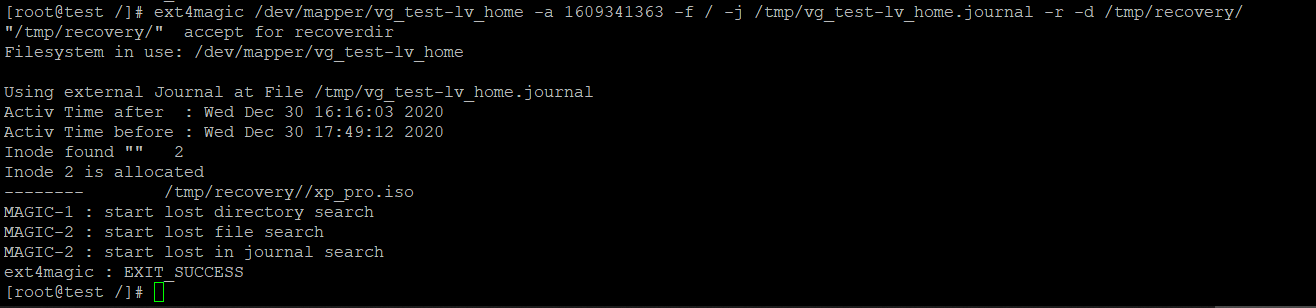 [root@test /]# ext4magic /dev/mapper/vg_test-lv_home -a 1609341363 -f / -j /tmp/vg_test-lv_home.journal -r -d /tmp/recovery/
"/tmp/recovery/"  accept for recoverdir
Filesystem in use: /dev/mapper/vg_test-lv_home
Using external Journal at File /tmp/vg_test-lv_home.journal
Activ Time after  : Wed Dec 30 16:16:03 2020
Activ Time before : Wed Dec 30 17:49:12 2020
Inode found ""   2
Inode 2 is allocated
--------        /tmp/recovery//xp_pro.iso
MAGIC-1 : start lost directory search
MAGIC-2 : start lost file search
MAGIC-2 : start lost in journal search
ext4magic : EXIT_SUCCESS
[root@test /]#